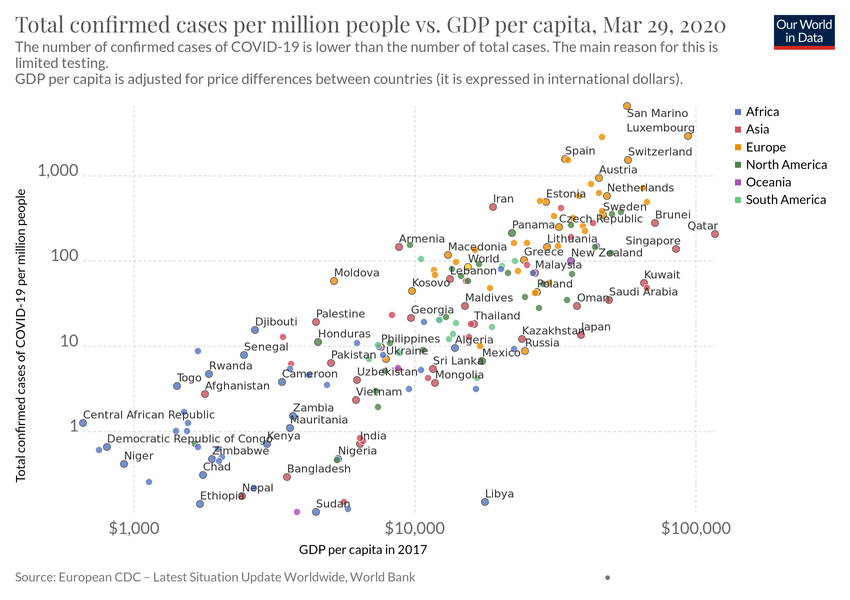 Total confirmed cases per million people vs. GDP per capita, Mar 29, 2020
Our World
in Data
The number of confirmed cases of COVID-19 is lower than the number of total cases. The main reason for this is
limited testing.
GDP per capita is adjusted for price differences between countries (it is expressed in international dollars).
Total confirmed cases of COVID-19 per million people
1,000
100
10
1
San Marino
Luxembourg
Spain
Switzerland
Austria
Netherlands
Iran
Estonia
Sweden
Czech Republic
Brunei
Panama
Qatar
Armenia
Lithuania
Singapore
Macedonia
Greece
New Zealand
World
Lebanon
Malaysia
Moldova
Kuwait
Kosovo
Poland
Saudi Arabia
Maldives
Oman
Palestine
Georgia
Thailand
Djibouti
Honduras
Kazakhstan
Japan
Philippines
Algeria
Russia
Senegal
Pakistan
Ukraine
Mexico
Rwanda
Sri Lanka
Togo
Cameroon
Uzbekistan
Mongolia
Afghanistan
Vietnam
Central African Republic
Zambia
Mauritania
Democratic Republic of Congo
Kenya
India
Niger
Zimbabwe
Nigeria
Chad
Bangladesh
Ethiopia
Nepal
Sudan
Libya
$1,000
$10,000
$100,000
GDP per capita in 2017
Africa
Asia
Europe
North America
Oceania
South America
Source: European CDC – Latest Situation Update Worldwide, World Bank